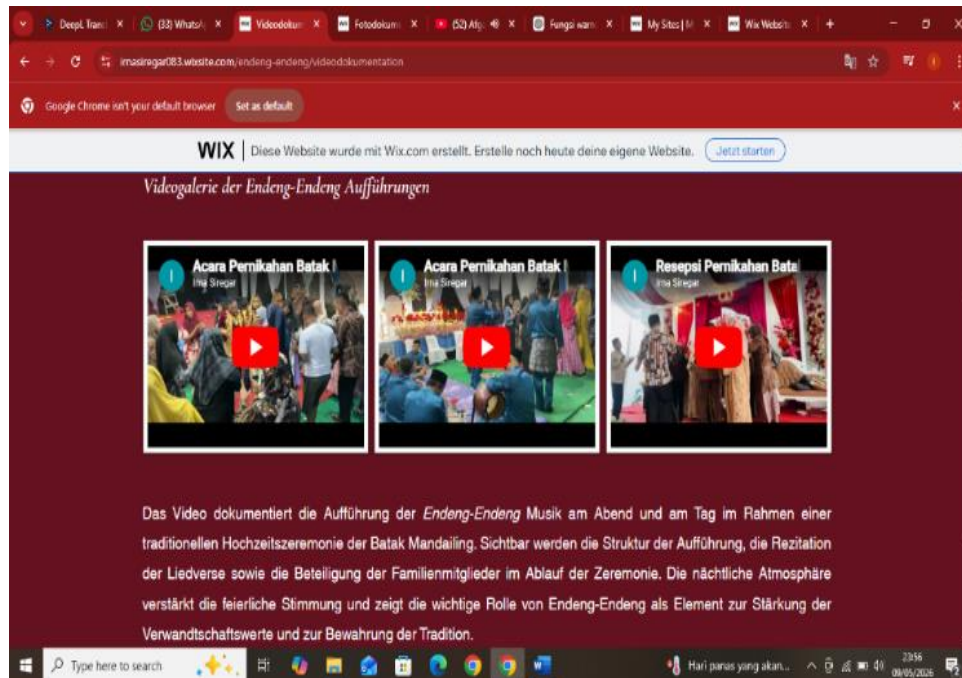 DeepL Transl
(33) WhatsA
Videodokum
Fotodokum
(52) Afg
Fungsi warn
My Sites | M
Wix Website
imasiregar083.wixsite.com/endeng-endeng/videodokumentation
Google Chrome isn't your default browser Set as default
WIX | Diese Website wurde mit Wix.com erstellt. Erstelle noch heute deine eigene Website. Jetzt starten
Videogalerie der Endeng-Endeng Aufführungen
Acara Pernikahan Batak
Irna Siregar
Acara Pernikahan Batak
Irna Siregar
Resepsi Pernikahan Bata
Irna Siregar
Das Video dokumentiert die Aufführung der Endeng-Endeng Musik am Abend und am Tag im Rahmen einer
traditionellen Hochzeitszeremonie der Batak Mandailing. Sichtbar werden die Struktur der Aufführung, die Rezitation
der Liedverse sowie die Beteiligung der Familienmitglieder im Ablauf der Zeremonie. Die nächtliche Atmosphäre
verstärkt die feierliche Stimmung und zeigt die wichtige Rolle von Endeng-Endeng als Element zur Stärkung der
Verwandtschaftswerte und zur Bewahrung der Tradition.
Type here to search
Hari panas yang akan...
23:56
09/05/2026